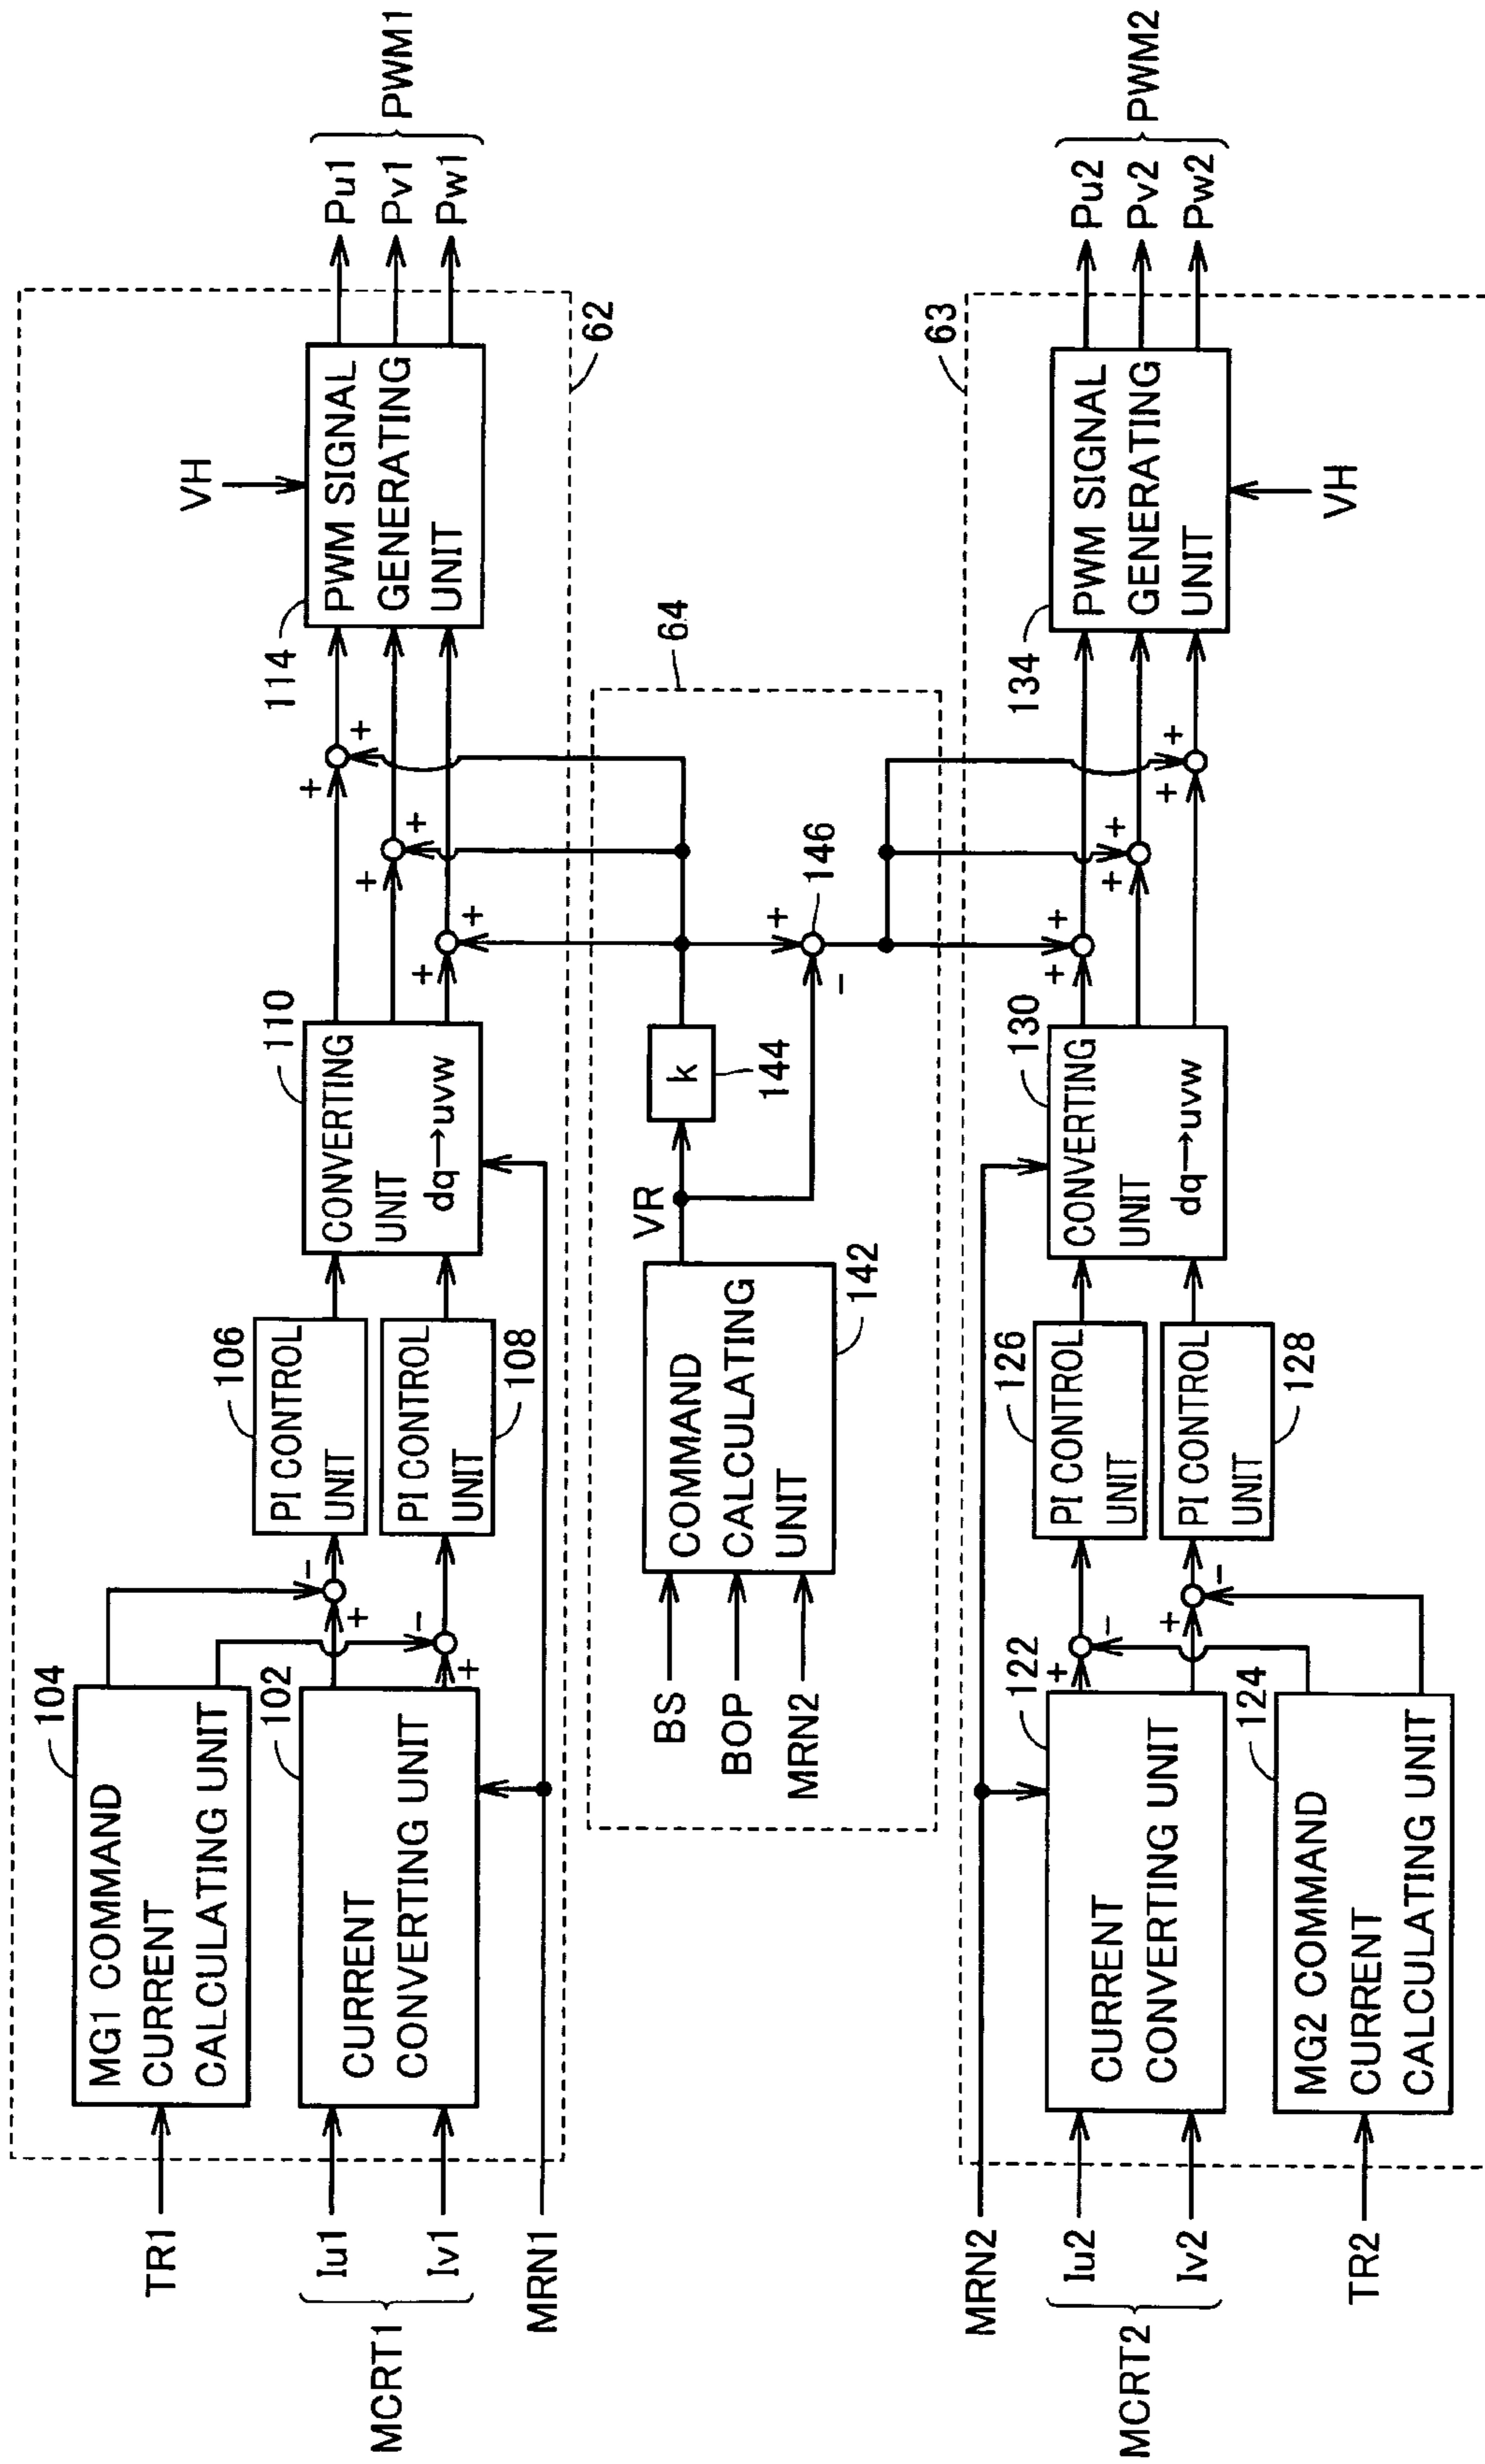 TR1
104
MG1 COMMAND
CURRENT
CALCULATING UNIT
MCRT1
Iu1
Iv1
MRN1
102
CURRENT
CONVERTING UNIT
-
+
-
+
106
PI CONTROL
UNIT
PI CONTROL
UNIT
108
110
CONVERTING
UNIT
dq→uvw
+
+
+
+
+
+
VH
114
PWM SIGNAL
GENERATING
UNIT
Pu1
Pv1
Pw1
PWM1
62
BS
BOP
MRN2
COMMAND
CALCULATING
UNIT
142
VR
k
144
+
-
146
64
MRN2
MCRT2
Iu2
Iv2
TR2
122
CURRENT
CONVERTING UNIT
124
MG2 COMMAND
CURRENT
CALCULATING UNIT
+
-
+
-
126
PI CONTROL
UNIT
PI CONTROL
UNIT
128
130
CONVERTING
UNIT
dq→uvw
+
+
+
+
+
+
134
PWM SIGNAL
GENERATING
UNIT
VH
63
Pu2
Pv2
Pw2
PWM2